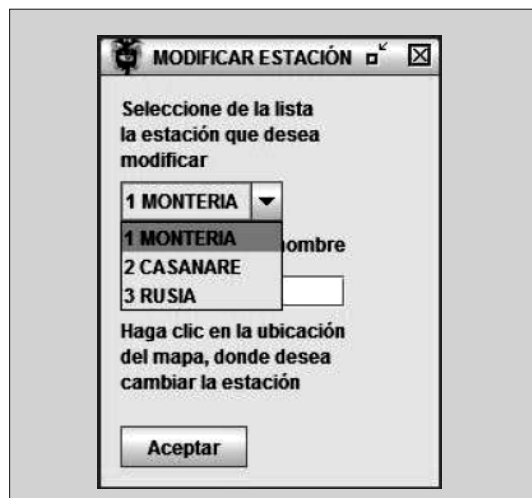 MODIFICAR ESTACIÓN
Seleccione de la lista
la estación que desea
modificar
1 MONTERIA
1 MONTERIA
2 CASANARE
3 RUSIA
Haga clic en la ubicación
del mapa, donde desea
cambiar la estación
Aceptar